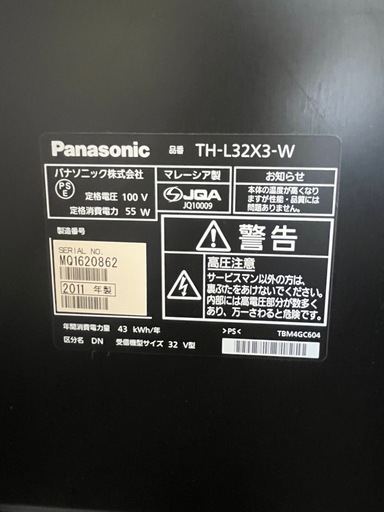 Panasonic
品番 TH-L32X3-W
パナソニック株式会社
PSE
定格電圧 100 V
定格消費電力 55 W
マレーシア製
JQA
JQ10009
お知らせ
本体の温度が高くなり
ますが性能・品質には
問題ありません。
製造番号
SERIAL NO.
MQ1620862
2011 年製
警告
高圧注意
サービスマン以外の方は、
裏ぶたをあけないでください。
内部には高電圧部分が数多く
あり、万一さわると危険です。
年間消費電力量 43 kWh/年
区分名 DN 受信機型サイズ 32 V型
>PS<
TBM4GC604